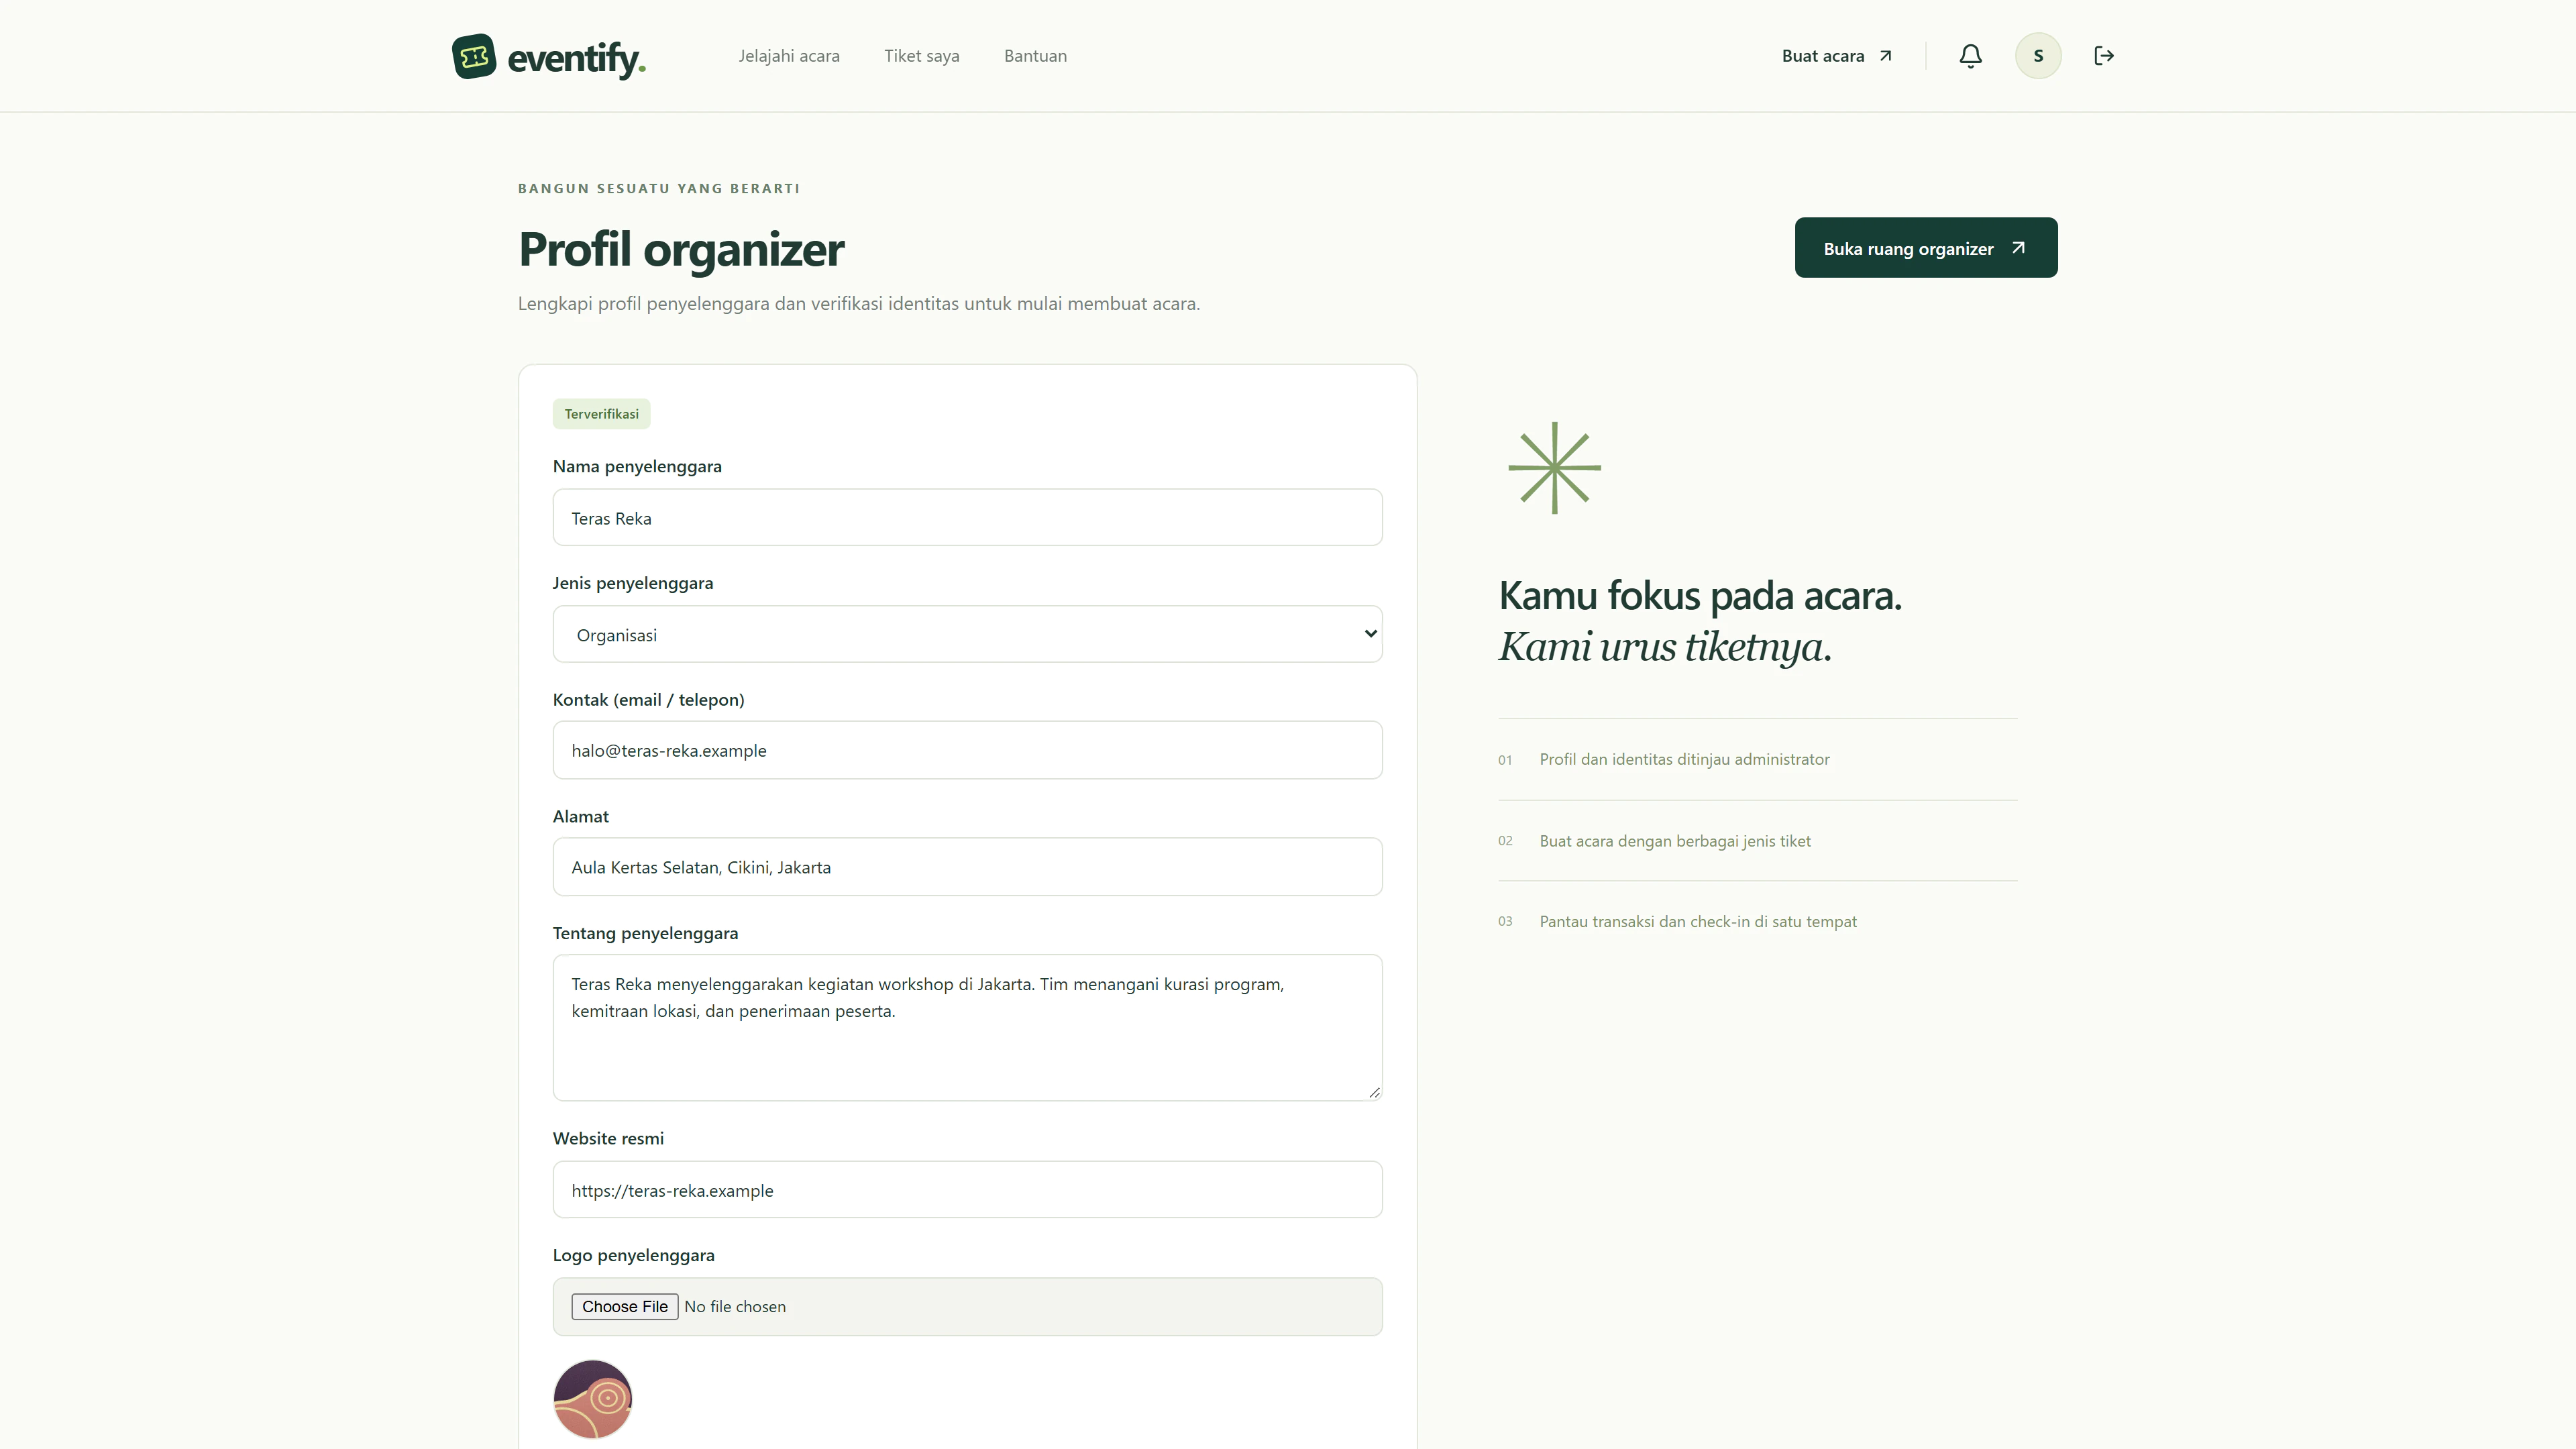 eventify.
Jelajahi acara
Tiket saya
Bantuan
Buat acara
S
BANGUN SESUATU YANG BERARTI
Profil organizer
Lengkapi profil penyelenggara dan verifikasi identitas untuk mulai membuat acara.
Buka ruang organizer
Terverifikasi
Nama penyelenggara
Teras Reka
Jenis penyelenggara
Organisasi
Kontak (email / telepon)
halo@teras-reka.example
Alamat
Aula Kertas Selatan, Cikini, Jakarta
Tentang penyelenggara
Teras Reka menyelenggarakan kegiatan workshop di Jakarta. Tim menangani kurasi program,
kemitraan lokasi, dan penerimaan peserta.
Website resmi
https://teras-reka.example
Logo penyelenggara
Choose File No file chosen
Kamu fokus pada acara.
Kami urus tiketnya.
01 Profil dan identitas ditinjau administrator
02 Buat acara dengan berbagai jenis tiket
03 Pantau transaksi dan check-in di satu tempat